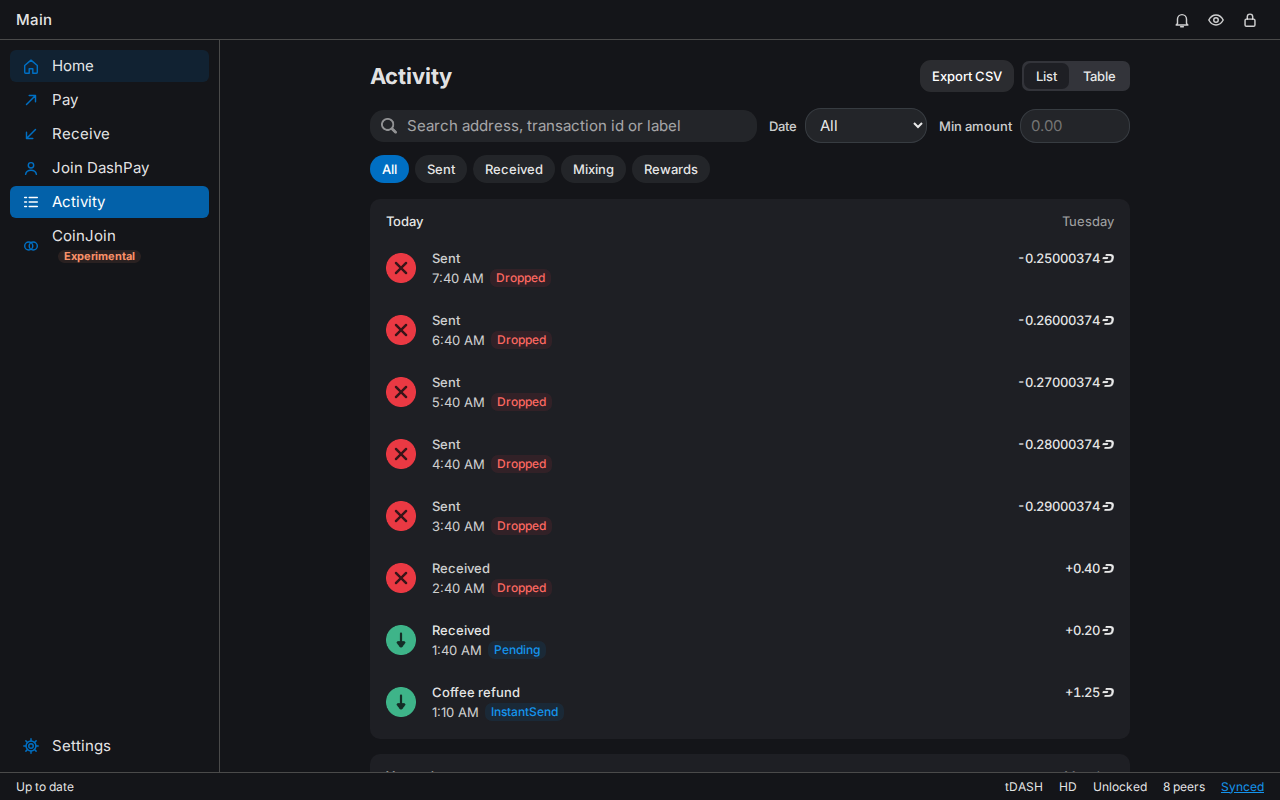 Main
Home
Pay
Receive
Join DashPay
Activity
CoinJoin
Experimental
Settings
Activity
Export CSV
List
Table
Search address, transaction id or label
Date
All
Min amount
0.00
All
Sent
Received
Mixing
Rewards
Today
Tuesday
Sent
-0.25000374
7:40 AM
Dropped
Sent
-0.26000374
6:40 AM
Dropped
Sent
-0.27000374
5:40 AM
Dropped
Sent
-0.28000374
4:40 AM
Dropped
Sent
-0.29000374
3:40 AM
Dropped
Received
+0.40
2:40 AM
Dropped
Received
+0.20
1:40 AM
Pending
Coffee refund
+1.25
1:10 AM
InstantSend
Up to date
tDASH
HD
Unlocked
8 peers
Synced